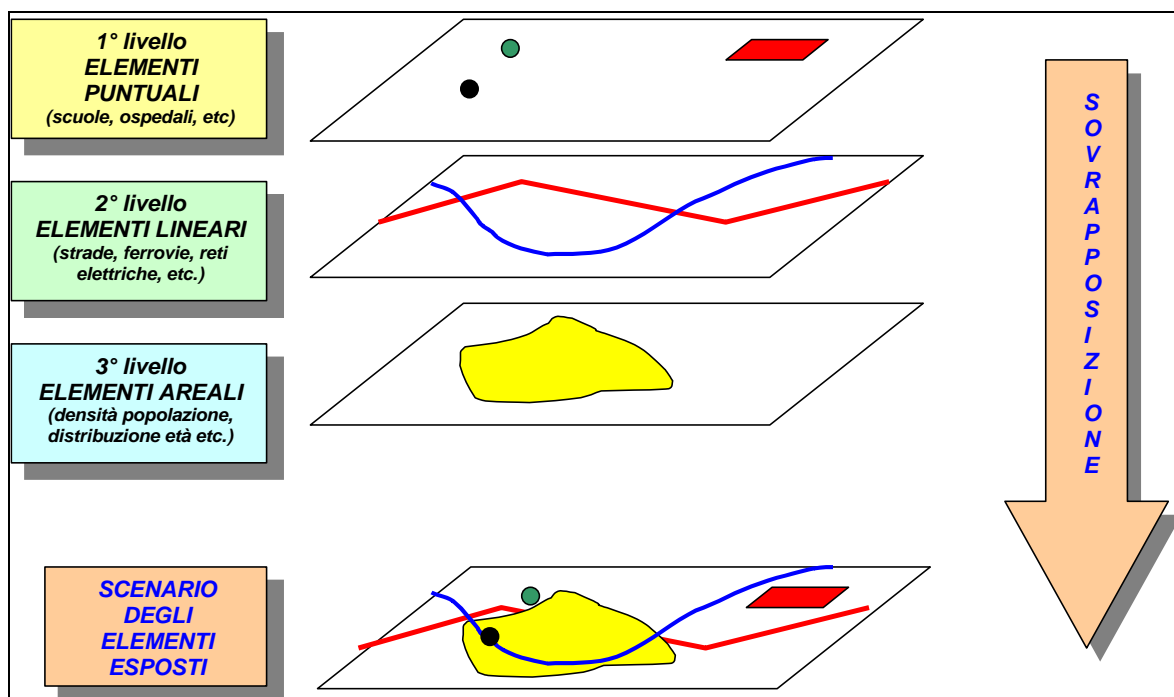 1° livello
ELEMENTI
PUNTUALI
(scuole, ospedali, etc)
2° livello
ELEMENTI LINEARI
(strade, ferrovie, reti
elettriche, etc.)
3° livello
ELEMENTI AREALI
(densità popolazione,
distribuzione età etc.)
SCENARIO
DEGLI
ELEMENTI
ESPOSTI
SOVRAPPOSIZIONE